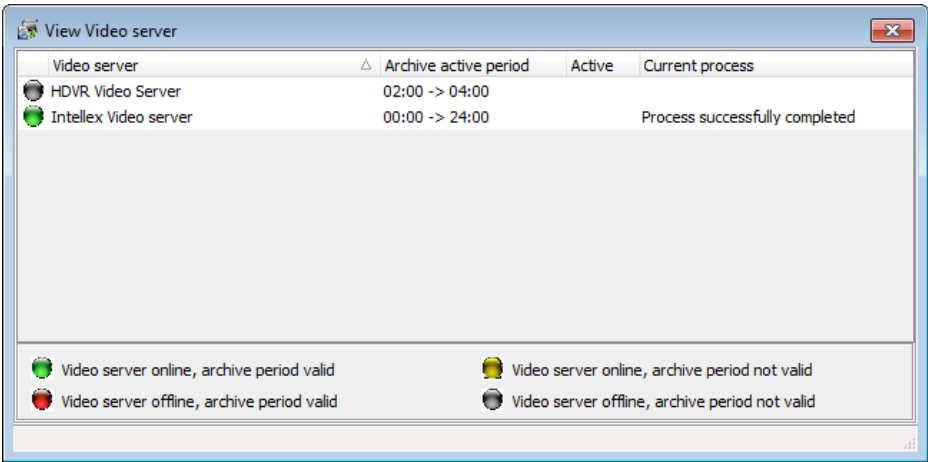 View Video server
Video server Archive active period Active Current process
HDVR Video Server 02:00 -> 04:00
Intellex Video server 00:00 -> 24:00 Process successfully completed
Video server online, archive period valid Video server online, archive period not valid
Video server offline, archive period valid Video server offline, archive period not valid